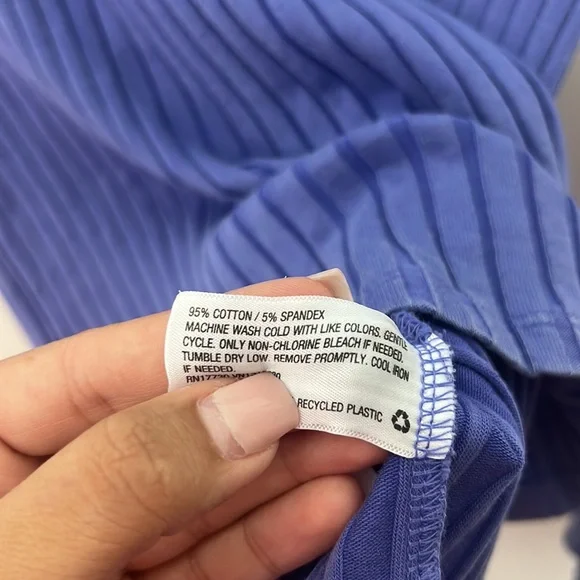 95% COTTON / 5% SPANDEX
MACHINE WASH COLD WITH LIKE COLORS. GENTLE
CYCLE. ONLY NON-CHLORINE BLEACH IF NEEDED.
TUMBLE DRY LOW. REMOVE PROMPTLY. COOL IRON
IF NEEDED.
RECYCLED PLASTIC